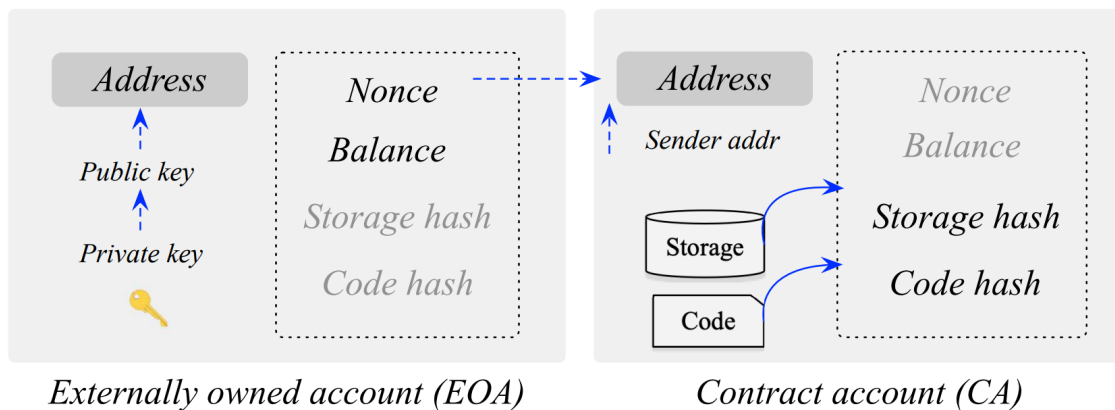 Address
Public key
Private key
Nonce
Balance
Storage hash
Code hash
Address
Sender addr
Storage
Code
Nonce
Balance
Storage hash
Code hash
Externally owned account (EOA)
Contract account (CA)